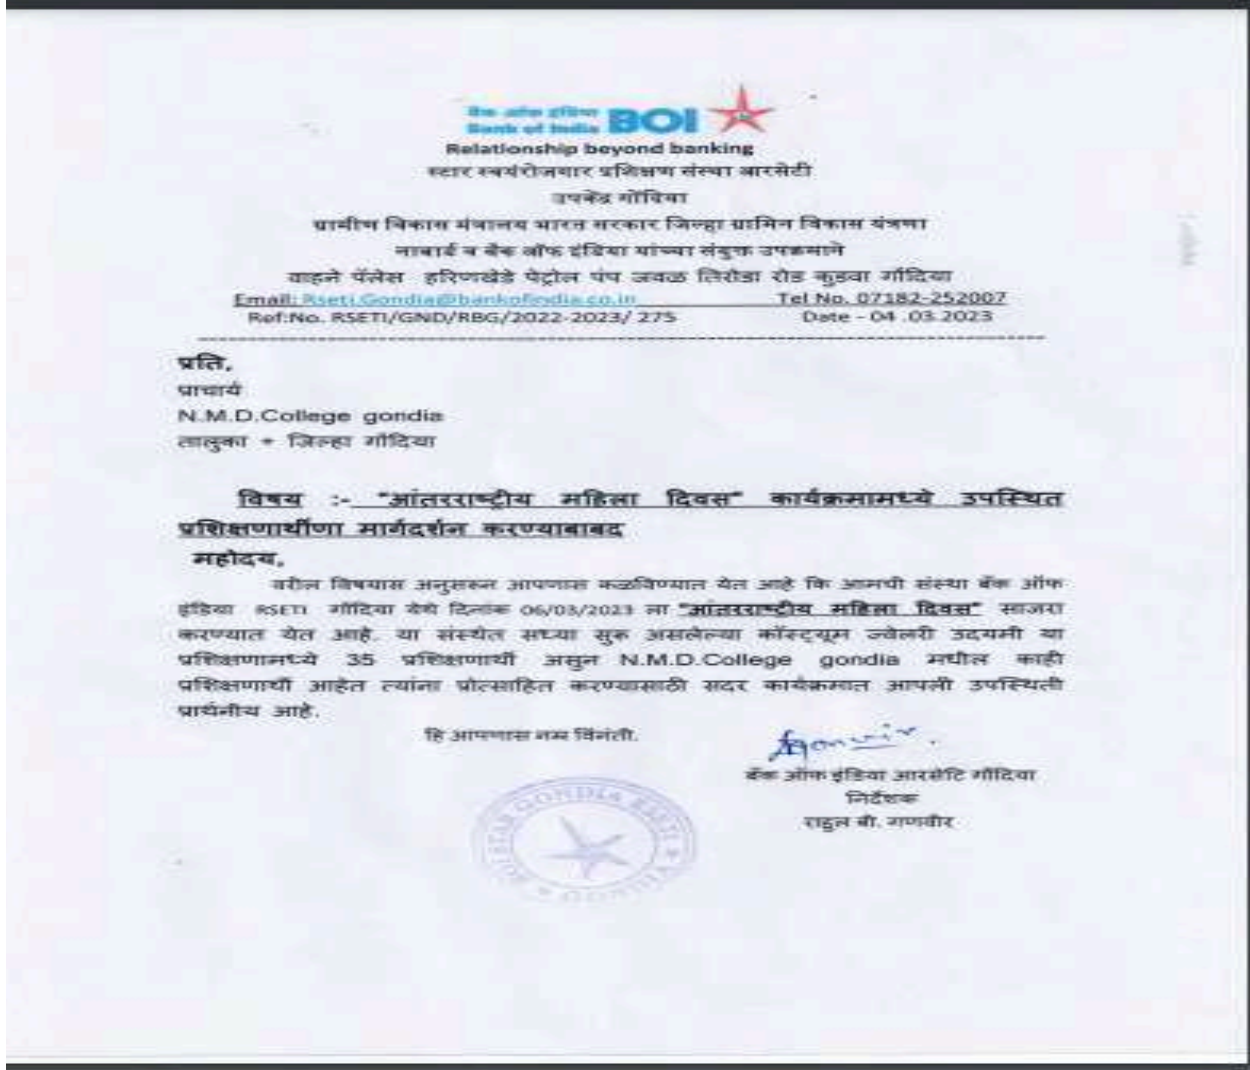 बैंक ऑफ इंडिया
Bank of India BOI
Relationship beyond banking
स्टार स्वयंरोजगार प्रशिक्षण संस्था आरसेटी
उपकेंद्र गोंदिया
ग्रामीण विकास मंत्रालय भारत सरकार जिल्हा ग्रामिन विकास यंत्रणा
नाबार्ड व बँक ऑफ इंडिया यांच्या संयुक्त उपक्रमाने
वाहने पॅलेस हरिणखेडे पेट्रोल पंप जवळ तिरोडा रोड कुडवा गोंदिया
Email: Rseti.Gondia@bankofindia.co.in Tel No. 07182-252007
Ref:No. RSETI/GND/RBG/2022-2023/ 275 Date - 04 .03.2023
प्रति,
प्राचार्य
N.M.D.College gondia
तालुका + जिल्हा गोंदिया
विषय :- "आंतरराष्ट्रीय महिला दिवस" कार्यक्रमामध्ये उपस्थित
प्रशिक्षणार्थीणा मार्गदर्शन करण्याबाबद
महोदय,
वरील विषयास अनुसरून आपणास कळविण्यात येत आहे कि आमची संस्था बँक ऑफ
इंडिया RSETI गोंदिया येथे दिनांक 06/03/2023 ला "आंतरराष्ट्रीय महिला दिवस" साजरा
करण्यात येत आहे. या संस्थेत सध्या सुरु असलेल्या कॉस्ट्यूम ज्वेलरी उदयमी या
प्रशिक्षणामध्ये 35 प्रशिक्षणार्थी असुन N.M.D.College gondia मधील काही
प्रशिक्षणार्थी आहेत त्यांना प्रोत्साहित करण्यासाठी सदर कार्यक्रमात आपली उपस्थिती
प्रार्थनीय आहे.
हि आपणास नम्र विनंती.
बँक ऑफ इंडिया आरसेटि गोंदिया
निर्देशक
राहुल बी. गणवीर
STAR GONDIA RSETI
GONDIA